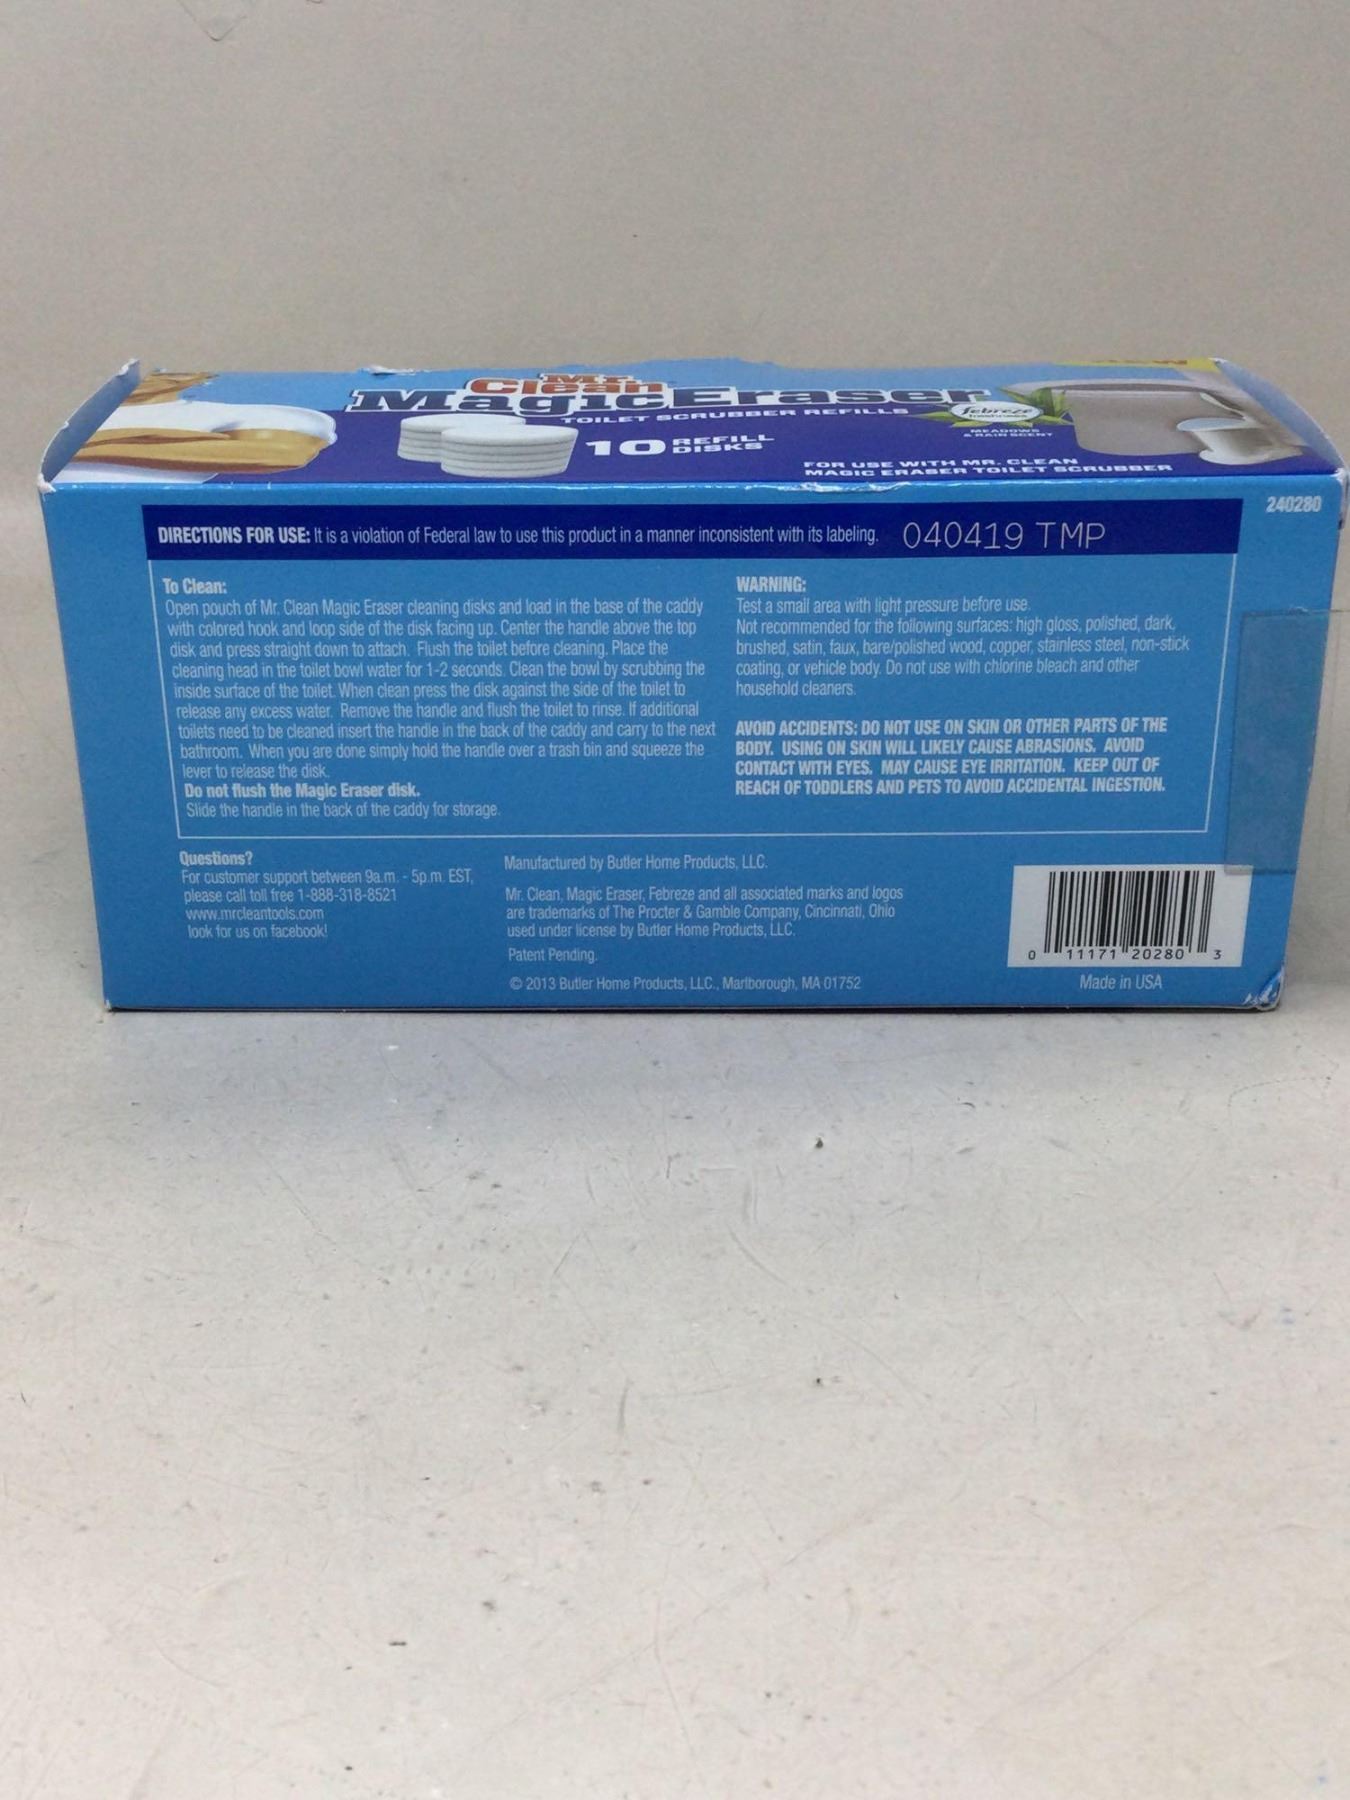 Mr.
Clean
MagicEraser
TOILET SCRUBBER REFILLS
10 REFILL
DISKS
febreze
freshness
MEADOWS
& RAIN SCENT
FOR USE WITH MR. CLEAN
MAGIC ERASER TOILET SCRUBBER
240280
DIRECTIONS FOR USE: It is a violation of Federal law to use this product in a manner inconsistent with its labeling. 040419 TMP
To Clean:
Open pouch of Mr. Clean Magic Eraser cleaning disks and load in the base of the caddy
with colored hook and loop side of the disk facing up. Center the handle above the top
disk and press straight down to attach. Flush the toilet before cleaning. Place the
cleaning head in the toilet bowl water for 1-2 seconds. Clean the bowl by scrubbing the
inside surface of the toilet. When clean press the disk against the side of the toilet to
release any excess water. Remove the handle and flush the toilet to rinse. If additional
toilets need to be cleaned insert the handle in the back of the caddy and carry to the next
bathroom. When you are done simply hold the handle over a trash bin and squeeze the
lever to release the disk.
Do not flush the Magic Eraser disk.
Slide the handle in the back of the caddy for storage.
WARNING:
Test a small area with light pressure before use.
Not recommended for the following surfaces: high gloss, polished, dark,
brushed, satin, faux, bare/polished wood, copper, stainless steel, non-stick
coating, or vehicle body. Do not use with chlorine bleach and other
household cleaners.
AVOID ACCIDENTS: DO NOT USE ON SKIN OR OTHER PARTS OF THE
BODY. USING ON SKIN WILL LIKELY CAUSE ABRASIONS. AVOID
CONTACT WITH EYES. MAY CAUSE EYE IRRITATION. KEEP OUT OF
REACH OF TODDLERS AND PETS TO AVOID ACCIDENTAL INGESTION.
Questions?
For customer support between 9a.m. - 5p.m. EST,
please call toll free 1-888-318-8521
www.mrcleantools.com
look for us on facebook!
Manufactured by Butler Home Products, LLC.
Mr. Clean, Magic Eraser, Febreze and all associated marks and logos
are trademarks of The Procter & Gamble Company, Cincinnati, Ohio
used under license by Butler Home Products, LLC.
Patent Pending.
© 2013 Butler Home Products, LLC., Marlborough, MA 01752
0 11171 20280 3
Made in USA